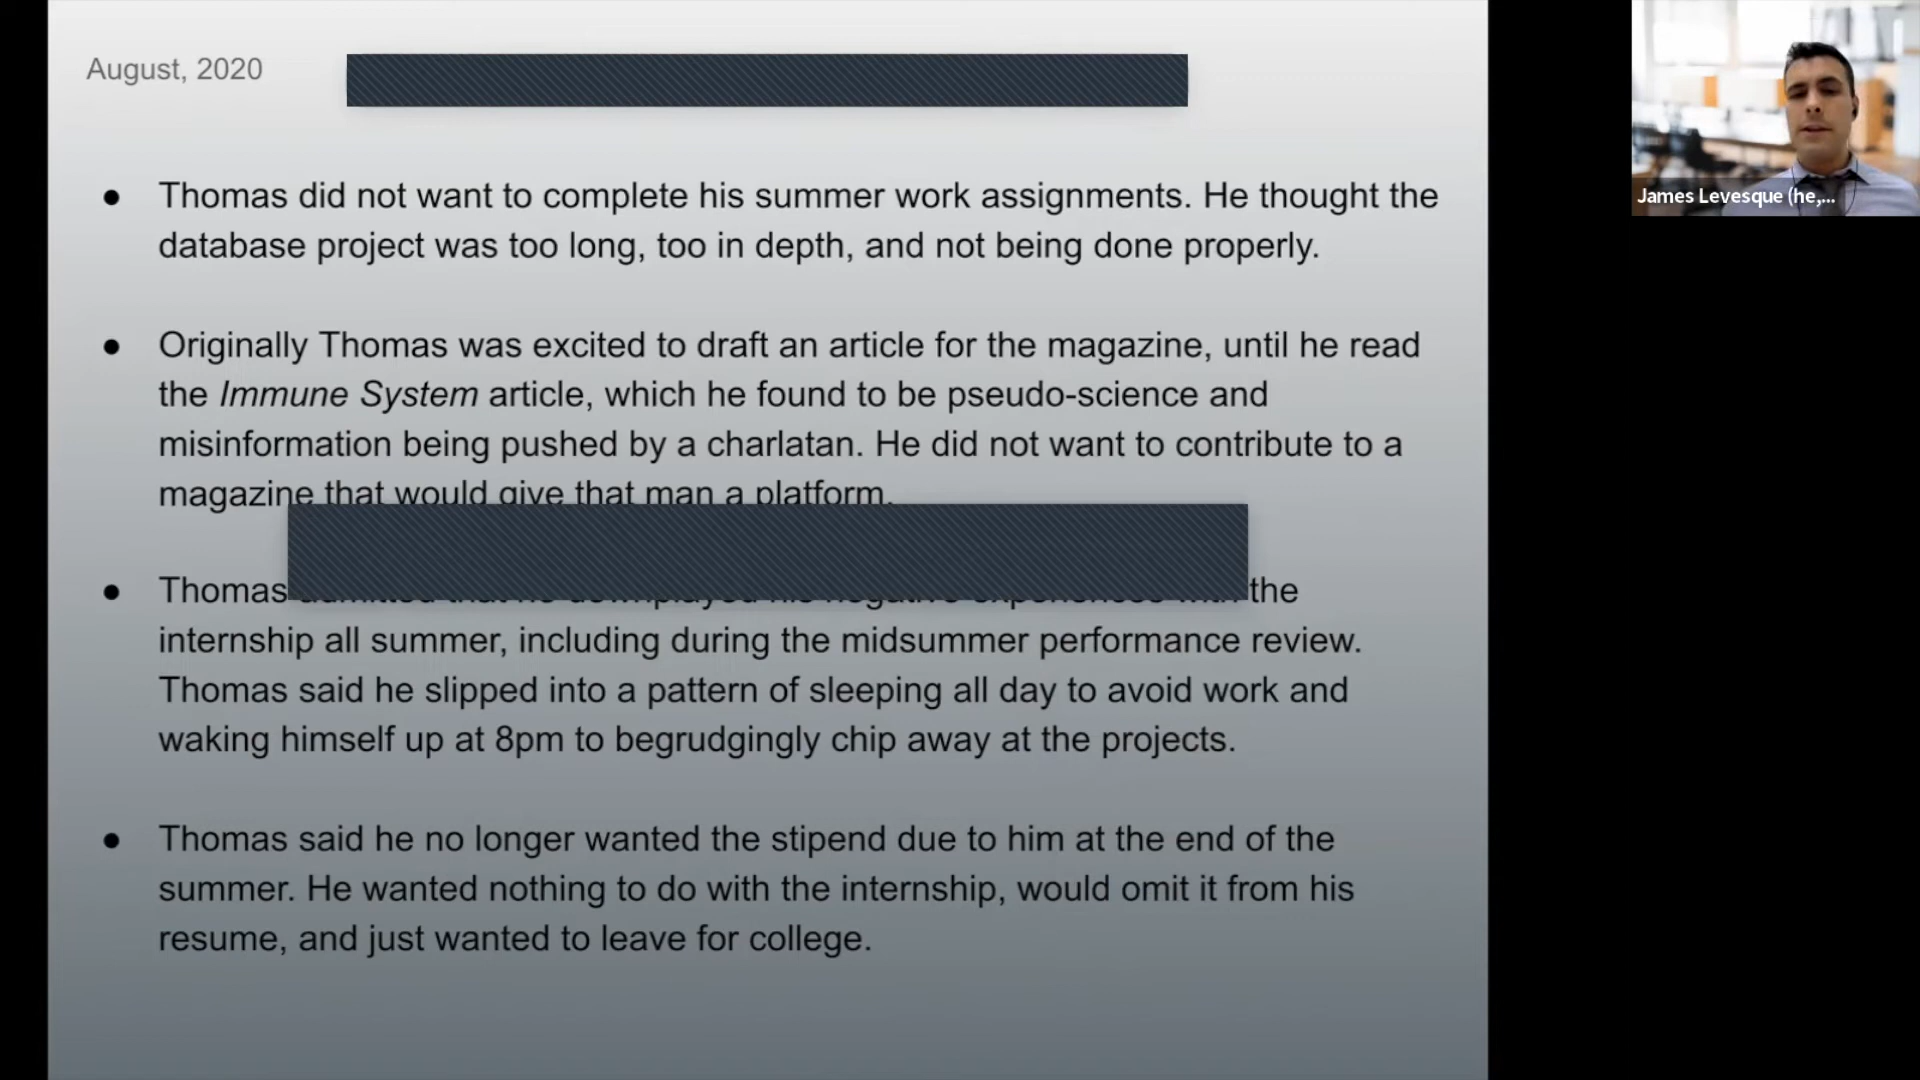 August, 2020
James Levesque (he,...
● Thomas did not want to complete his summer work assignments. He thought the
database project was too long, too in depth, and not being done properly.
● Originally Thomas was excited to draft an article for the magazine, until he read
the Immune System article, which he found to be pseudo-science and
misinformation being pushed by a charlatan. He did not want to contribute to a
magazine that would give that man a platform.
● Thomas the
internship all summer, including during the midsummer performance review.
Thomas said he slipped into a pattern of sleeping all day to avoid work and
waking himself up at 8pm to begrudgingly chip away at the projects.
● Thomas said he no longer wanted the stipend due to him at the end of the
summer. He wanted nothing to do with the internship, would omit it from his
resume, and just wanted to leave for college.